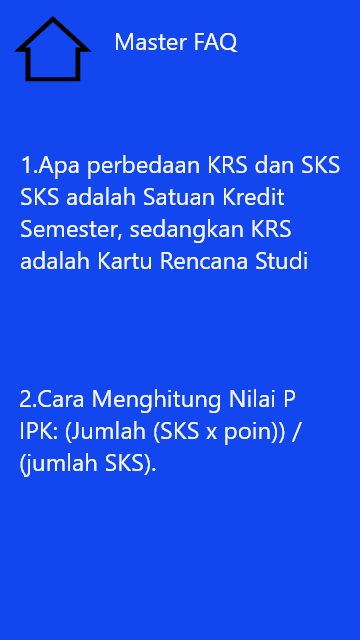 Master FAQ
1.Apa perbedaan KRS dan SKS
SKS adalah Satuan Kredit
Semester, sedangkan KRS
adalah Kartu Rencana Studi
2.Cara Menghitung Nilai P
IPK: (Jumlah (SKS x poin)) /
(jumlah SKS).